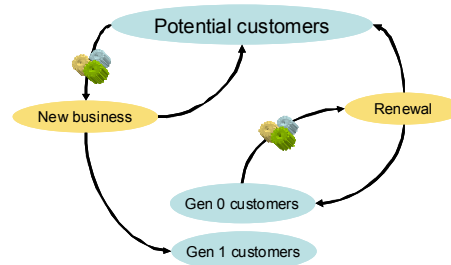 Potential customers
New business
Renewal
Gen 0 customers
Gen 1 customers